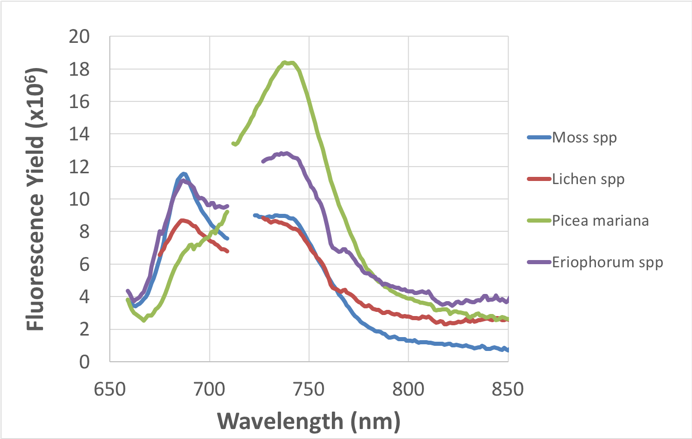 20
18
16
14
12
10
8
6
4
2
0
Fluorescence Yield (x10⁶)
650 700 750 800 850
Wavelength (nm)
Moss spp
Lichen spp
Picea mariana
Eriophorum spp